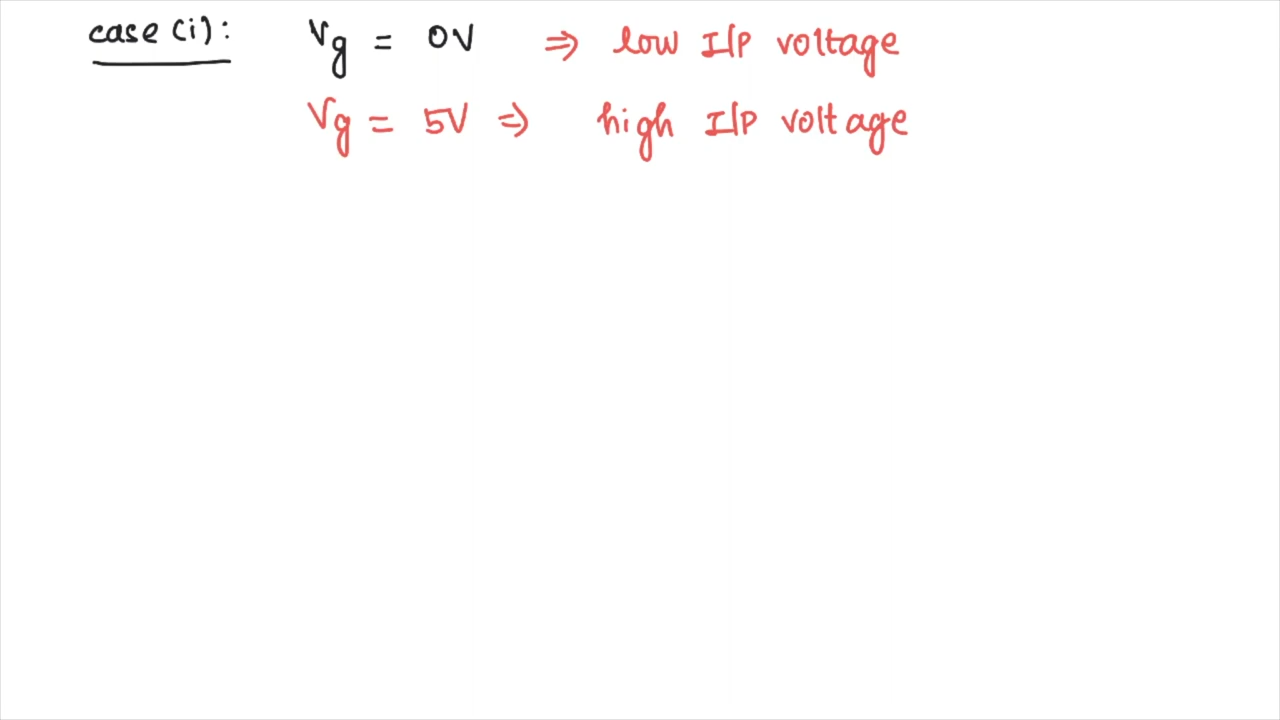 case (i): Vg = 0V ⇒ low I/P voltage
Vg = 5V ⇒ high I/P voltage